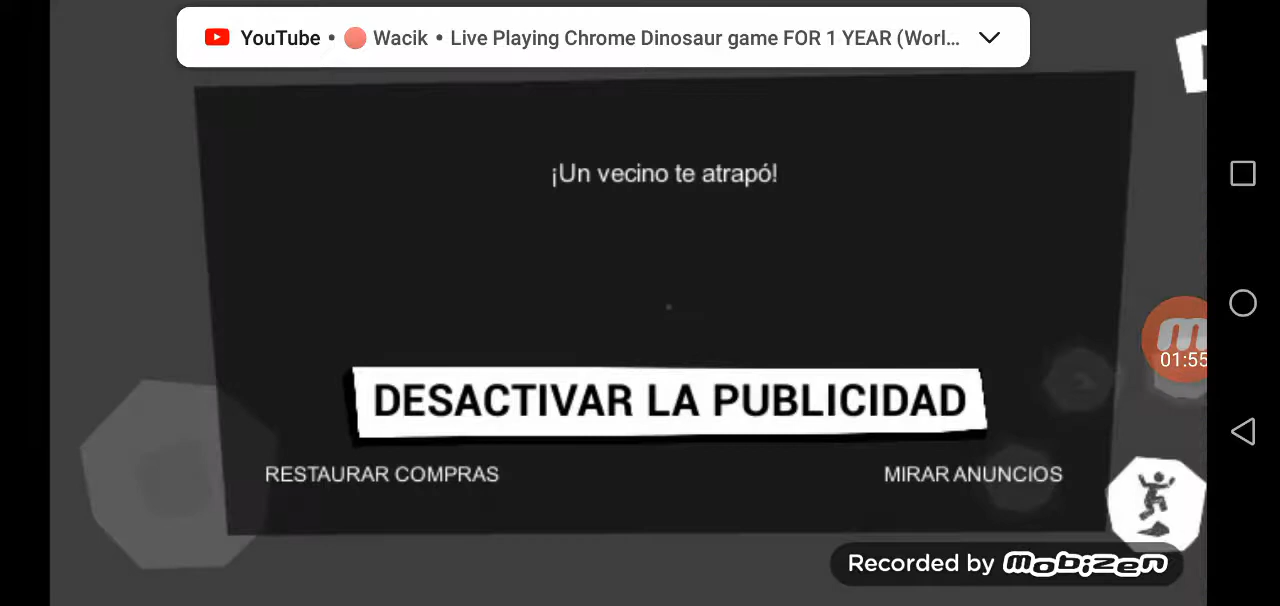 YouTube • 🔴 Wacik • Live Playing Chrome Dinosaur game FOR 1 YEAR (Worl...
¡Un vecino te atrapó!
01:55
DESACTIVAR LA PUBLICIDAD
RESTAURAR COMPRAS
MIRAR ANUNCIOS
Recorded by Mobizen